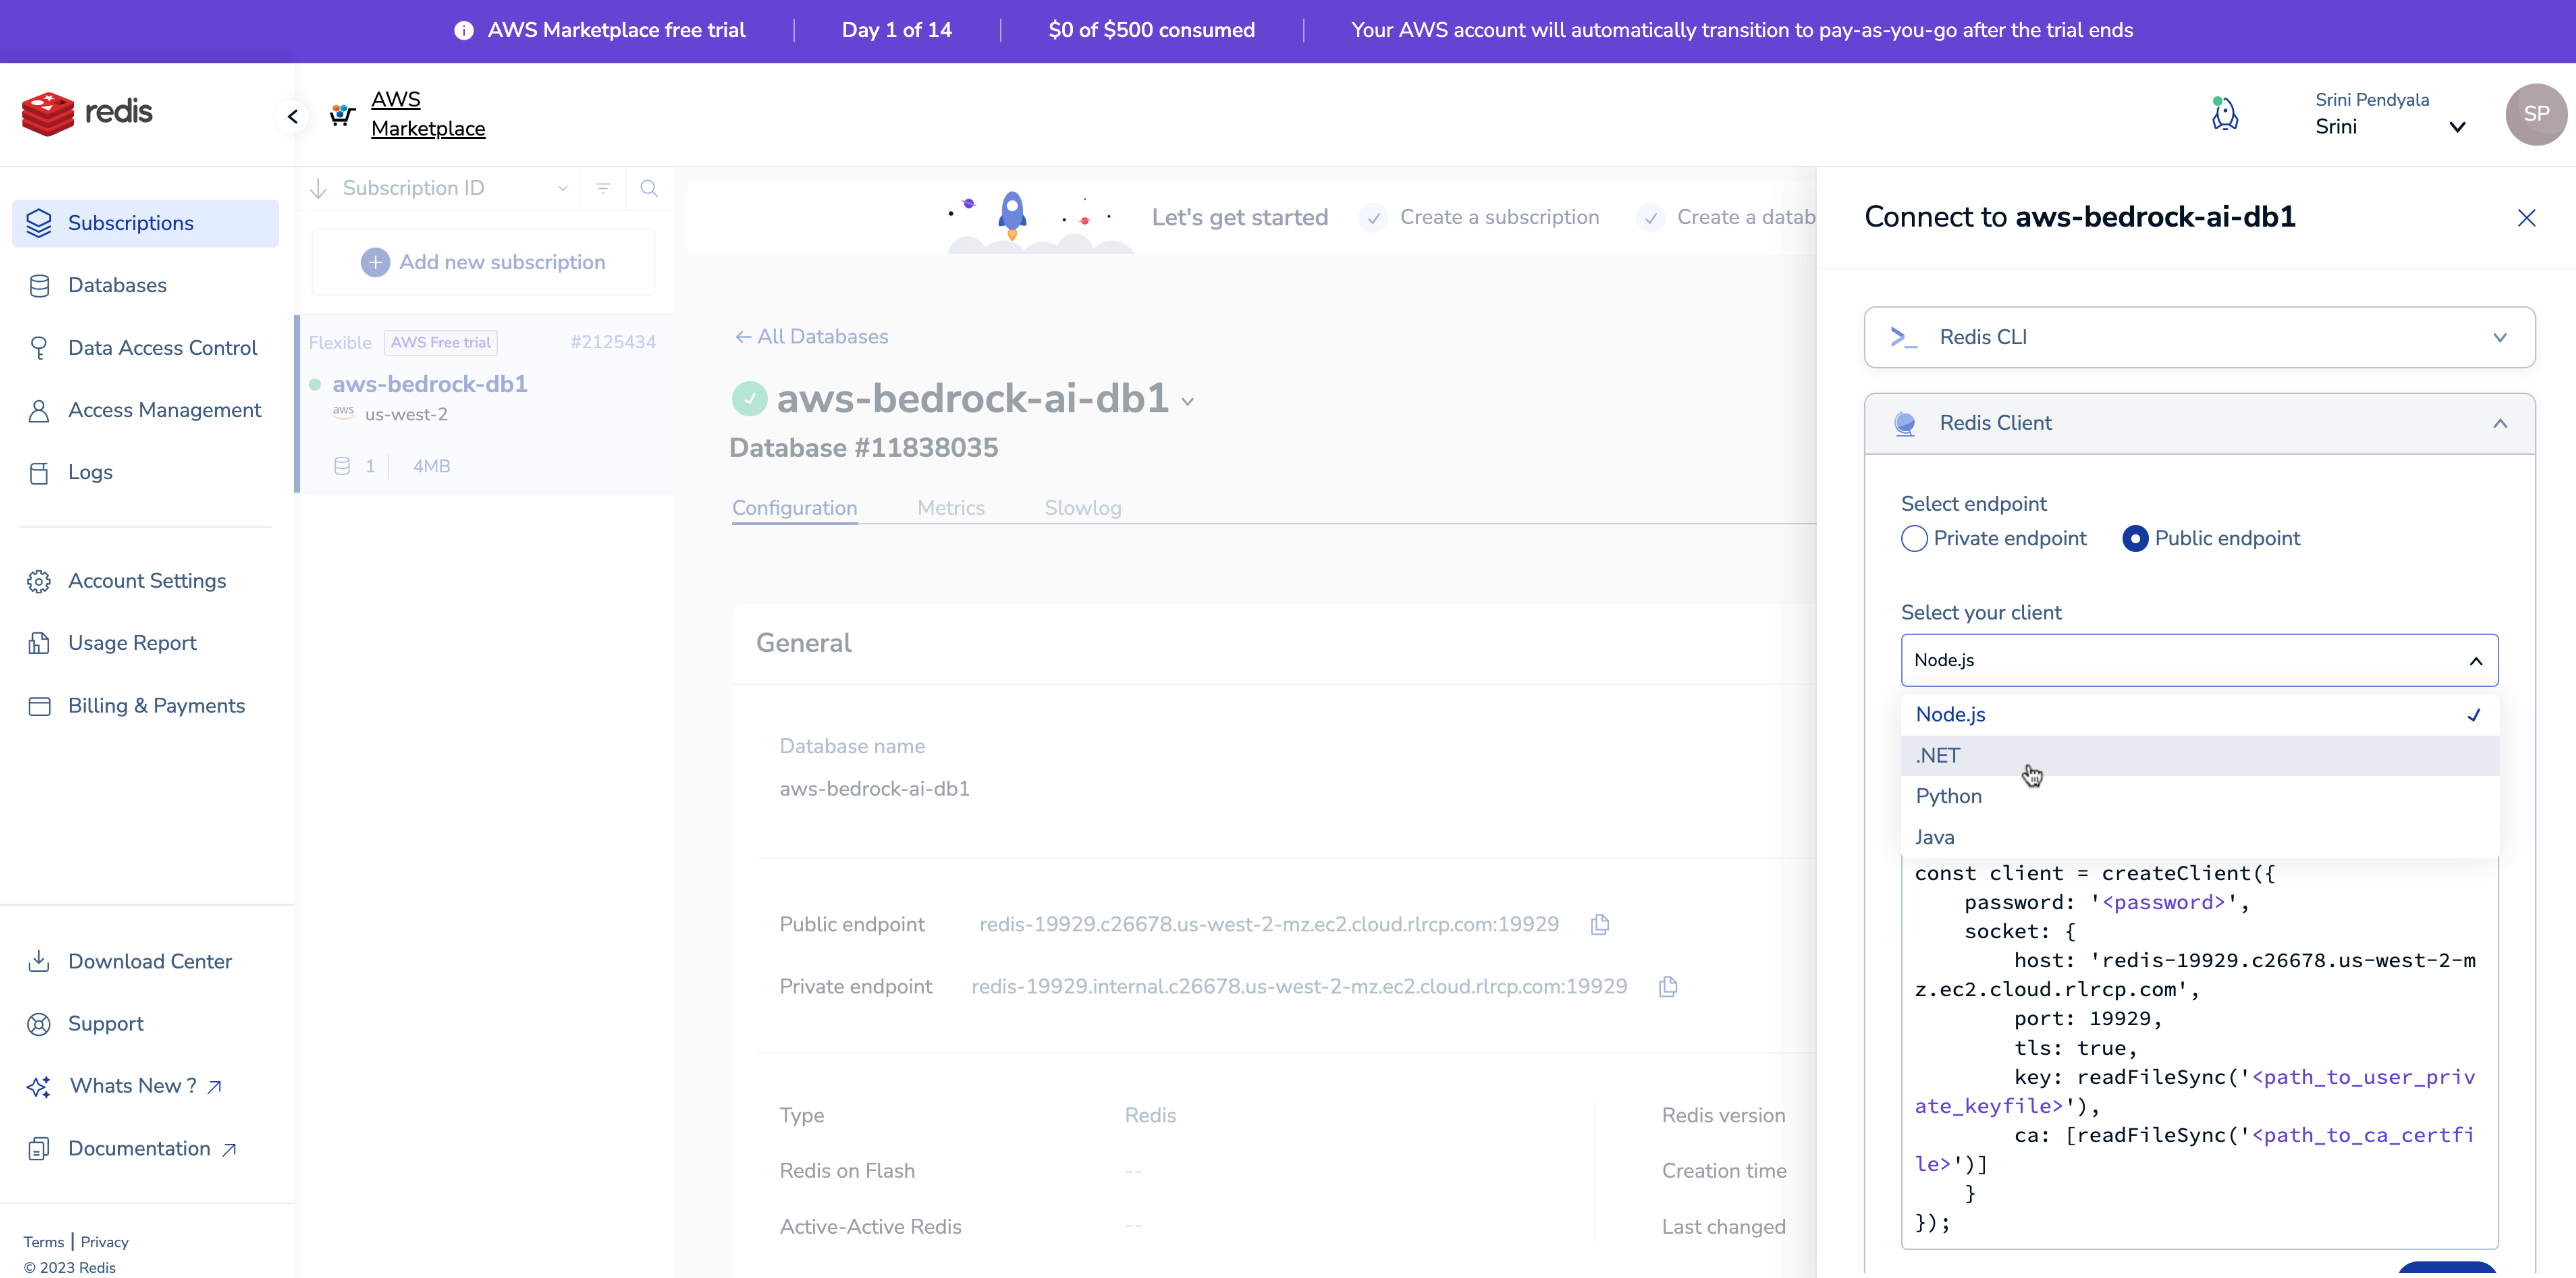 AWS Marketplace free trial
Day 1 of 14
$0 of $500 consumed
Your AWS account will automatically transition to pay-as-you-go after the trial ends
redis
AWS
Marketplace
Srini Pendyala
Srini
SP
Subscriptions
Databases
Data Access Control
Access Management
Logs
Account Settings
Usage Report
Billing & Payments
Download Center
Support
Whats New ?
Documentation
Terms | Privacy
© 2023 Redis
Subscription ID
Add new subscription
Flexible
AWS Free trial
#2125434
aws-bedrock-db1
aws us-west-2
1
4MB
Let's get started
Create a subscription
Create a datab
All Databases
aws-bedrock-ai-db1
Database #11838035
Configuration
Metrics
Slowlog
General
Database name
aws-bedrock-ai-db1
Public endpoint
redis-19929.c26678.us-west-2-mz.ec2.cloud.rlrcp.com:19929
Private endpoint
redis-19929.internal.c26678.us-west-2-mz.ec2.cloud.rlrcp.com:19929
Type
Redis
Redis version
Redis on Flash
--
Creation time
Active-Active Redis
--
Last changed
Connect to aws-bedrock-ai-db1
Redis CLI
Redis Client
Select endpoint
Private endpoint
Public endpoint
Select your client
Node.js
Node.js
.NET
Python
Java
const client = createClient({
password: '<password>',
socket: {
host: 'redis-19929.c26678.us-west-2-m
z.ec2.cloud.rlrcp.com',
port: 19929,
tls: true,
key: readFileSync('<path_to_user_priv
ate_keyfile>'),
ca: [readFileSync('<path_to_ca_certfi
le>')]
}
});